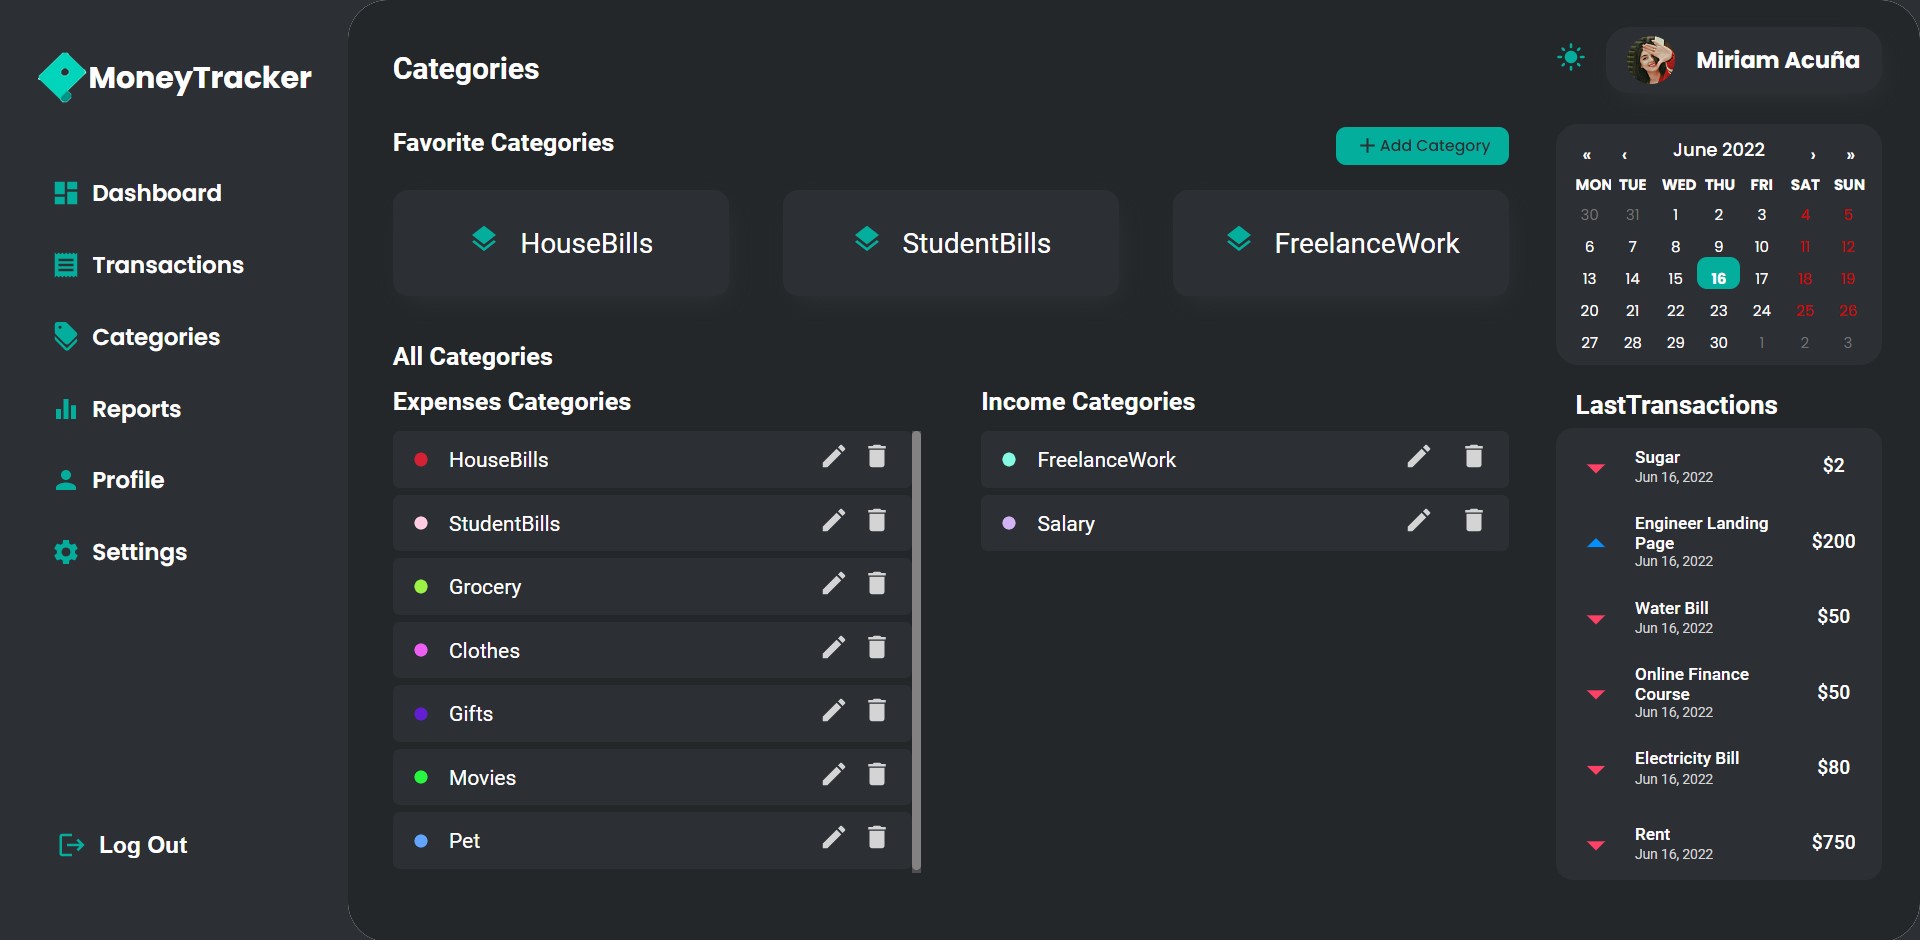 MoneyTracker
Dashboard
Transactions
Categories
Reports
Profile
Settings
Log Out
Categories
Favorite Categories
Add Category
HouseBills
StudentBills
FreelanceWork
All Categories
Expenses Categories
HouseBills
StudentBills
Grocery
Clothes
Gifts
Movies
Pet
Income Categories
FreelanceWork
Salary
Miriam Acuña
« ‹ June 2022 › »
MON TUE WED THU FRI SAT SUN
30 31 1 2 3 4 5
6 7 8 9 10 11 12
13 14 15 16 17 18 19
20 21 22 23 24 25 26
27 28 29 30 1 2 3
LastTransactions
Sugar
Jun 16, 2022
$2
Engineer Landing
Page
Jun 16, 2022
$200
Water Bill
Jun 16, 2022
$50
Online Finance
Course
Jun 16, 2022
$50
Electricity Bill
Jun 16, 2022
$80
Rent
Jun 16, 2022
$750